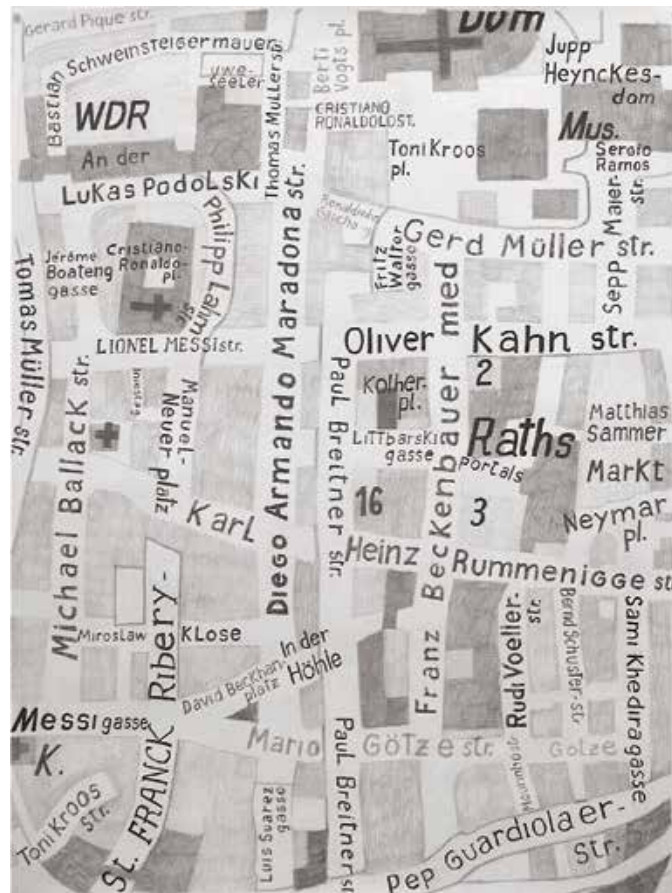 Gerard Pique str.
Bastian Schweinsteigermauer
uwe-
seeler
Thomas Muller str.
Berti
Vogts pl.
Dom
Jupp
Heynckes-
dom
WDR
CRISTIANO
RONALDOLOST.
Mus.
An der
Toni Kroos
pl.
Sergio
Ramos
str.
Lukas Podolski
Philipp Lahm
str.
Sepp Maier
Gerd Müller str.
Fritz
Walter
gasse
Jérôme
Boateng
gasse
Cristiano-
Ronaldo-
pl.
Tomas Müller str.
Diego Armando Maradona str.
LIONEL MESSI str.
Oliver Kahn str.
Michael Ballack str.
Manuel-
Neuer platz
Paul Breitner str.
Kolher.
pl.
2
Littbarski
gasse
Franz Beckenbauer mied
Raths
portals
Matthias
Sammer
Markt
Neymar
pl.
16
3
Karl
Heinz Rummenigge st
Miroslaw Klose
St. FRANCK Ribery-
In der
Höhle
David Beckham
platz
Rudi Voeller-
str.
Bernd Schuster-str.
Sami Khedira gasse
Messi gasse
K.
Mario Götze str. Gotze
Toni Kroos
str.
Luis Suarez
gasse
Paul Breitner st
Pep Guardiolaer-
Str.